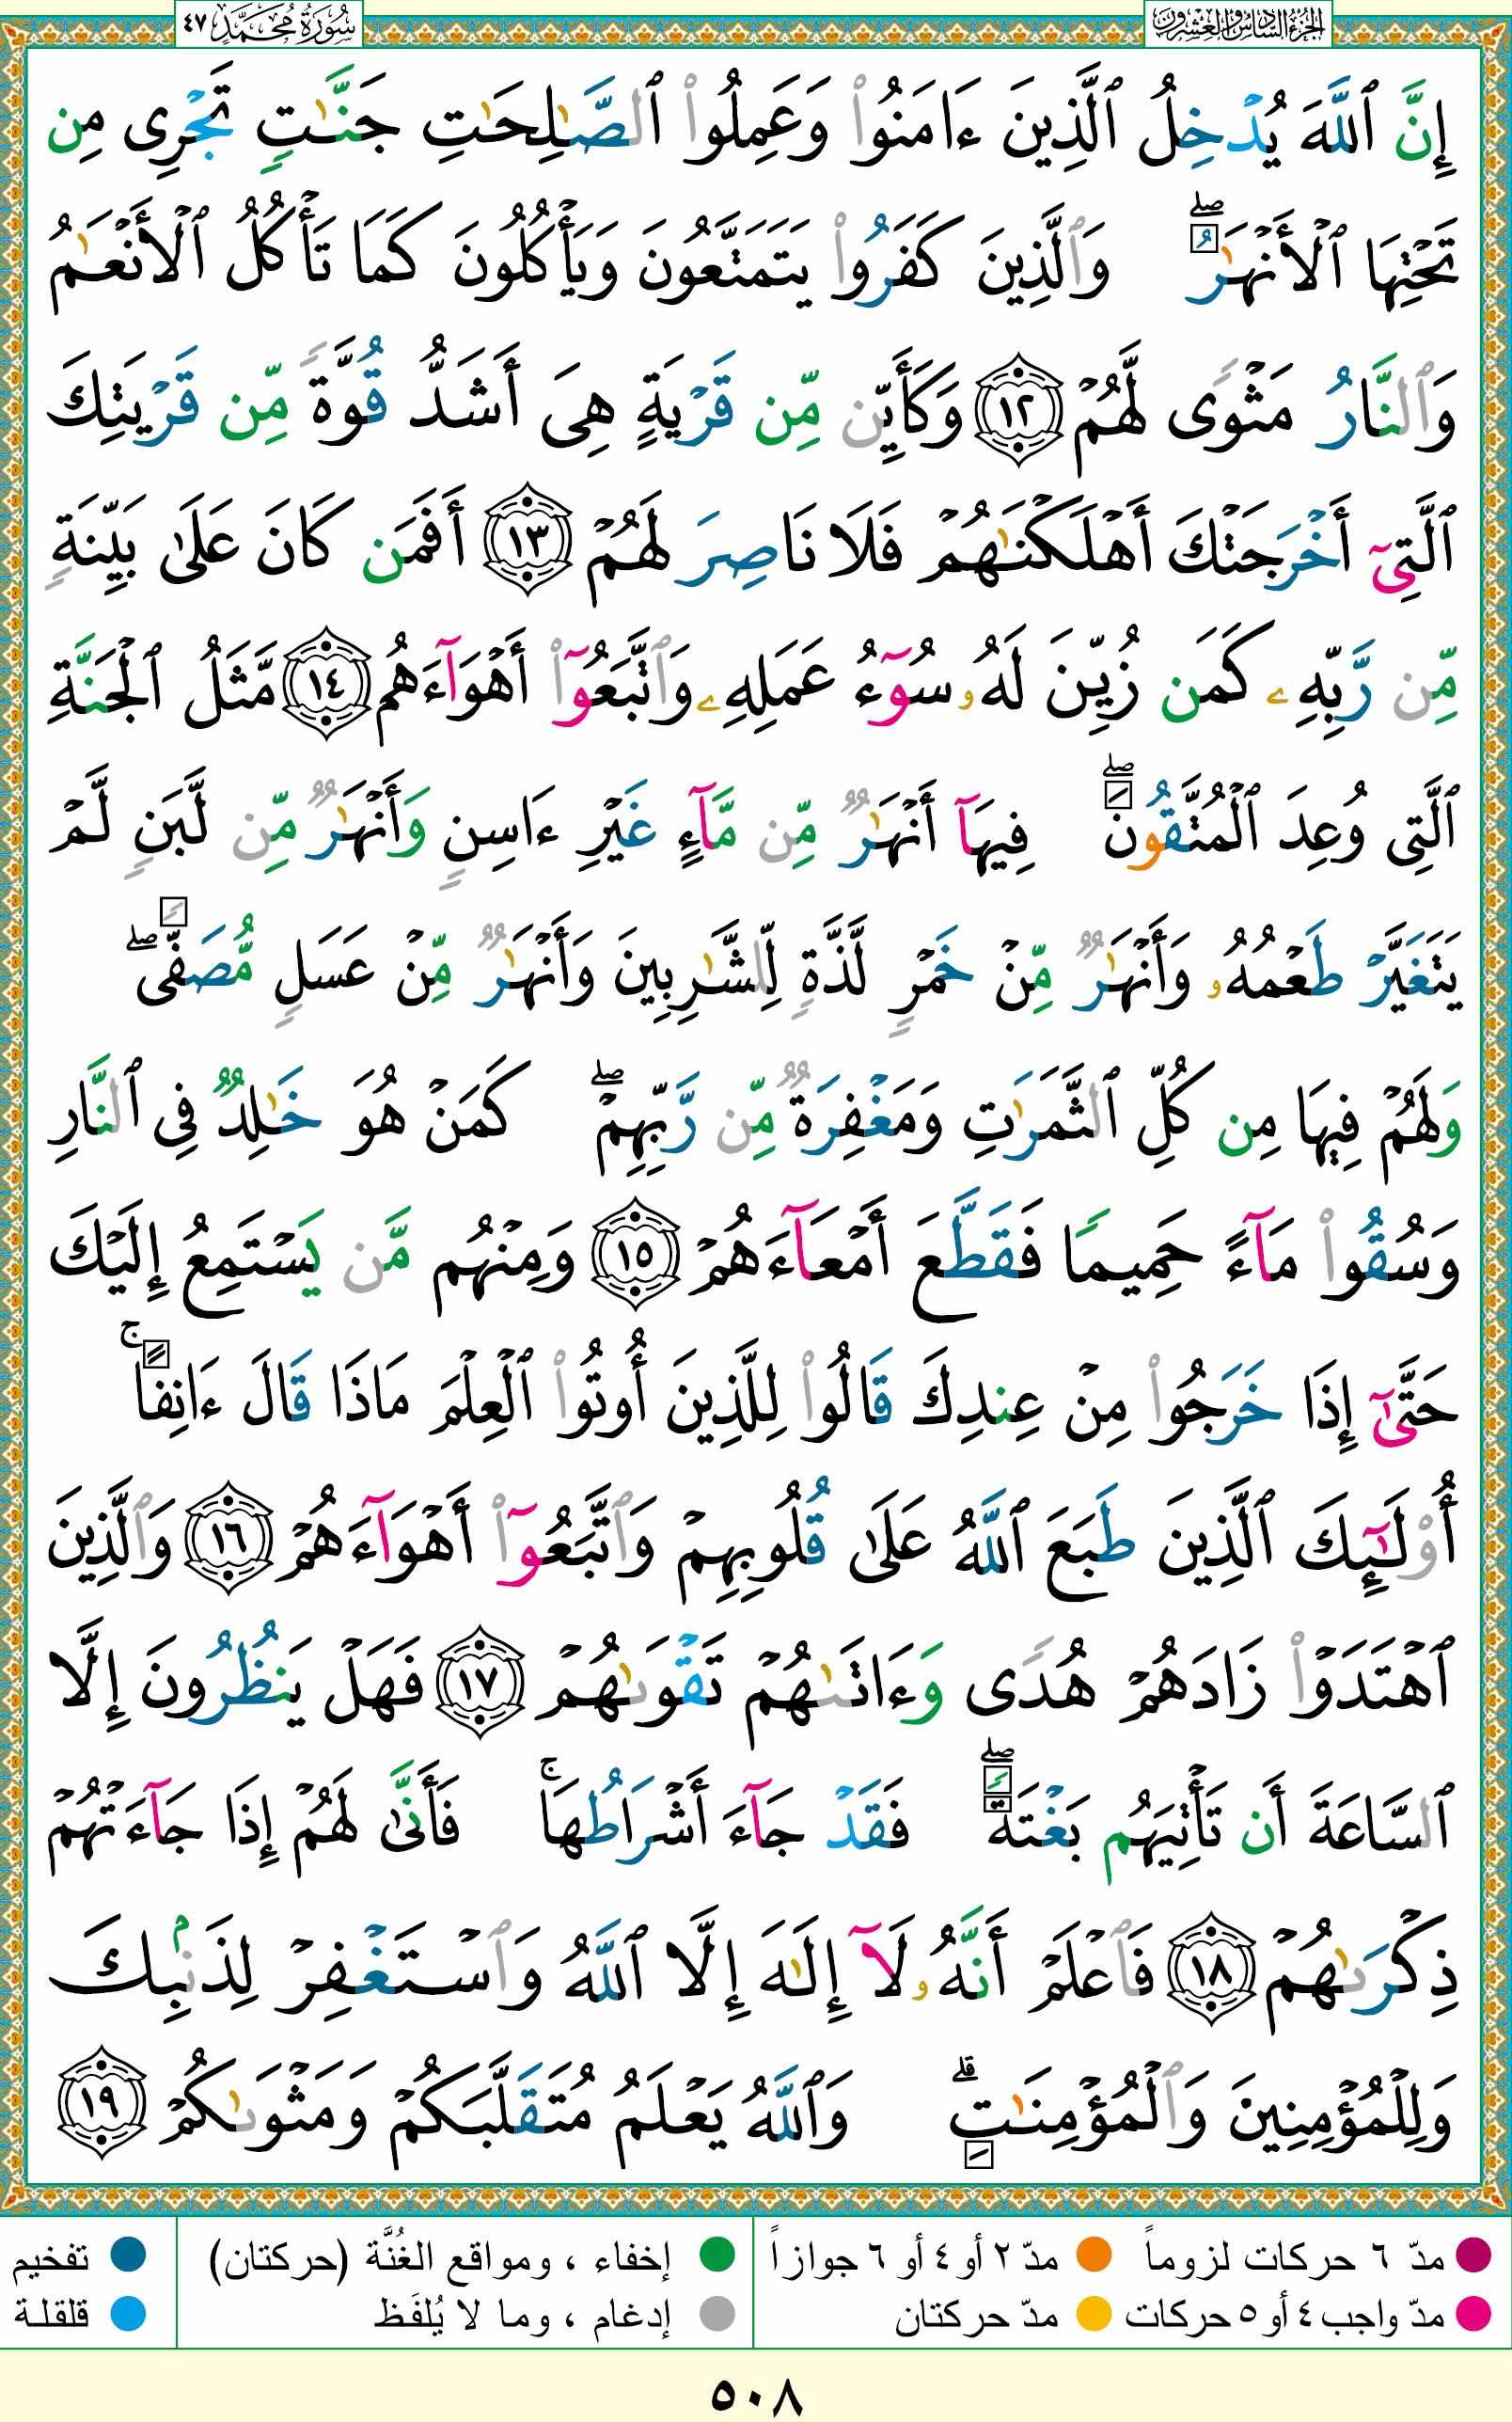 الجزء السادس والعشرون
سُورَةُ مُحَمَّدٍ ٤٧
إِنَّ ٱللَّهَ يُدۡخِلُ ٱلَّذِينَ ءَامَنُواْ وَعَمِلُواْ ٱلصَّـٰلِحَـٰتِ جَنَّـٰتٍ تَجۡرِى مِن
تَحۡتِهَا ٱلۡأَنۡهَـٰرُۖ وَٱلَّذِينَ كَفَرُواْ يَتَمَتَّعُونَ وَيَأۡكُلُونَ كَمَا تَأۡكُلُ ٱلۡأَنۡعَـٰمُ
وَٱلنَّارُ مَثۡوًى لَّهُمۡ ١٢ وَكَأَيِّن مِّن قَرۡيَةٍ هِىَ أَشَدُّ قُوَّةً مِّن قَرۡيَتِكَ
ٱلَّتِىٓ أَخۡرَجَتۡكَ أَهۡلَكۡنَـٰهُمۡ فَلَا نَاصِرَ لَهُمۡ ١٣ أَفَمَن كَانَ عَلَىٰ بَيِّنَةٍ
مِّن رَّبِّهِۦ كَمَن زُيِّنَ لَهُۥ سُوٓءُ عَمَلِهِۦ وَٱتَّبَعُوٓاْ أَهۡوَآءَهُم ١٤ مَّثَلُ ٱلۡجَنَّةِ
ٱلَّتِى وُعِدَ ٱلۡمُتَّقُونَۖ فِيهَآ أَنۡهَـٰرٌ مِّن مَّآءٍ غَيۡرِ ءَاسِنٍ وَأَنۡهَـٰرٌ مِّن لَّبَنٍ لَّمۡ
يَتَغَيَّرۡ طَعۡمُهُۥ وَأَنۡهَـٰرٌ مِّنۡ خَمۡرٍ لَّذَّةٍ لِّلشَّـٰرِبِينَ وَأَنۡهَـٰرٌ مِّنۡ عَسَلٍ مُّصَفًّىۖ
وَلَهُمۡ فِيهَا مِن كُلِّ ٱلثَّمَرَٰتِ وَمَغۡفِرَةٌ مِّن رَّبِّهِمۡۖ كَمَنۡ هُوَ خَـٰلِدٌ فِى ٱلنَّارِ
وَسُقُواْ مَآءً حَمِيمًا فَقَطَّعَ أَمۡعَآءَهُمۡ ١٥ وَمِنۡهُم مَّن يَسۡتَمِعُ إِلَيۡكَ
حَتَّىٰٓ إِذَا خَرَجُواْ مِنۡ عِندِكَ قَالُواْ لِلَّذِينَ أُوتُواْ ٱلۡعِلۡمَ مَاذَا قَالَ ءَانِفًاۚ
أُوْلَـٰٓئِكَ ٱلَّذِينَ طَبَعَ ٱللَّهُ عَلَىٰ قُلُوبِهِمۡ وَٱتَّبَعُوٓاْ أَهۡوَآءَهُمۡ ١٦ وَٱلَّذِينَ
ٱهۡتَدَوۡاْ زَادَهُمۡ هُدًى وَءَاتَىٰهُمۡ تَقۡوَىٰهُمۡ ١٧ فَهَلۡ يَنظُرُونَ إِلَّا
ٱلسَّاعَةَ أَن تَأۡتِيَهُم بَغۡتَةًۖ فَقَدۡ جَآءَ أَشۡرَاطُهَاۚ فَأَنَّىٰ لَهُمۡ إِذَا جَآءَتۡهُمۡ
ذِكۡرَىٰهُمۡ ١٨ فَٱعۡلَمۡ أَنَّهُۥ لَآ إِلَـٰهَ إِلَّا ٱللَّهُ وَٱسۡتَغۡفِرۡ لِذَنۢبِكَ
وَلِلۡمُؤۡمِنِينَ وَٱلۡمُؤۡمِنَـٰتِۗ وَٱللَّهُ يَعۡلَمُ مُتَقَلَّبَكُمۡ وَمَثۡوَىٰكُمۡ ١٩
مدّ ٦ حركات لزوماً مدّ ٢ أو ٤ أو ٦ جوازاً إخفاء ، ومواقع الغُنَّة (حركتان) تفخيم
مدّ واجب ٤ أو ٥ حركات مدّ حركتان إدغام ، وما لا يُلفَظ قلقلة
٥٠٨